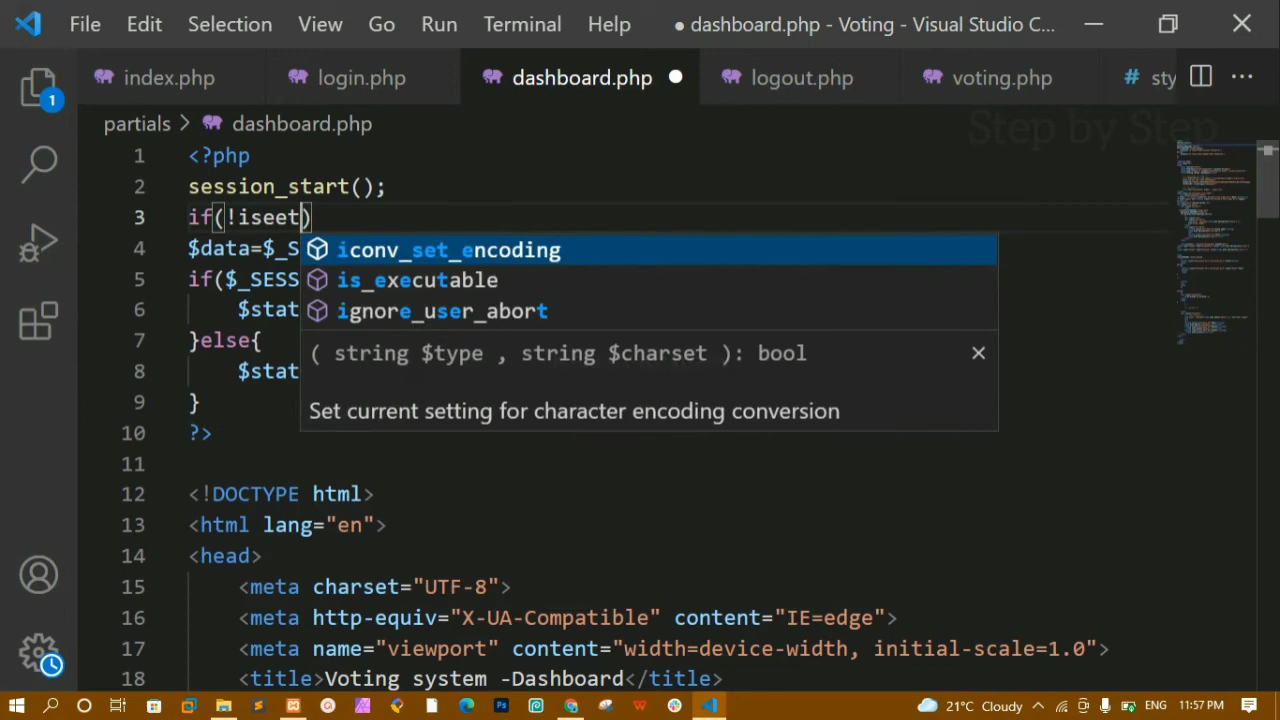 File Edit Selection View Go Run Terminal Help ● dashboard.php - Voting - Visual Studio C...
index.php login.php dashboard.php logout.php voting.php # sty
1
partials > dashboard.php
Step by Step
1 <?php
2 session_start();
3 if(!iseet)
4 $data=$_S
5 if($_SESS
6 $stat
7 }else{
8 $stat
9 }
10 ?>
iconv_set_encoding
is_executable
ignore_user_abort
( string $type , string $charset ): bool
Set current setting for character encoding conversion
11
12 <!DOCTYPE html>
13 <html lang="en">
14 <head>
15 <meta charset="UTF-8">
16 <meta http-equiv="X-UA-Compatible" content="IE=edge">
17 <meta name="viewport" content="width=device-width, initial-scale=1.0">
18 <title>Voting system -Dashboard</title>
21°C Cloudy ENG 11:57 PM